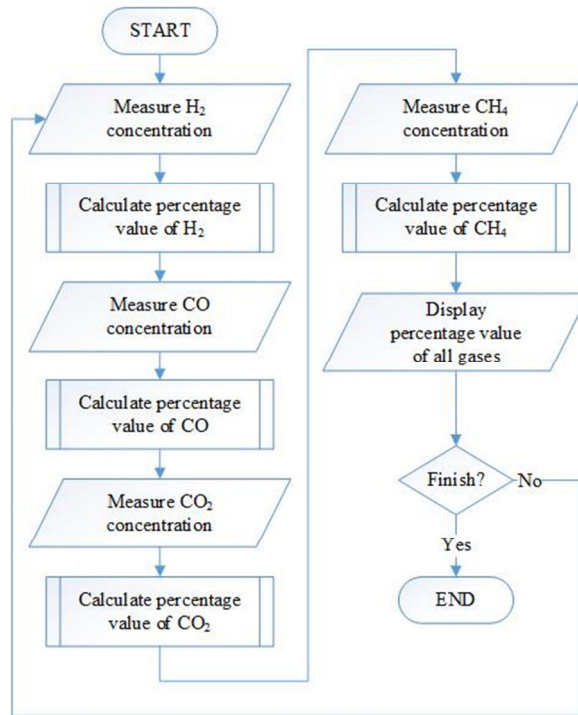 START
Measure H₂
concentration
Calculate percentage
value of H₂
Measure CO
concentration
Calculate percentage
value of CO
Measure CO₂
concentration
Calculate percentage
value of CO₂
Measure CH₄
concentration
Calculate percentage
value of CH₄
Display
percentage value
of all gases
Finish?
No
Yes
END